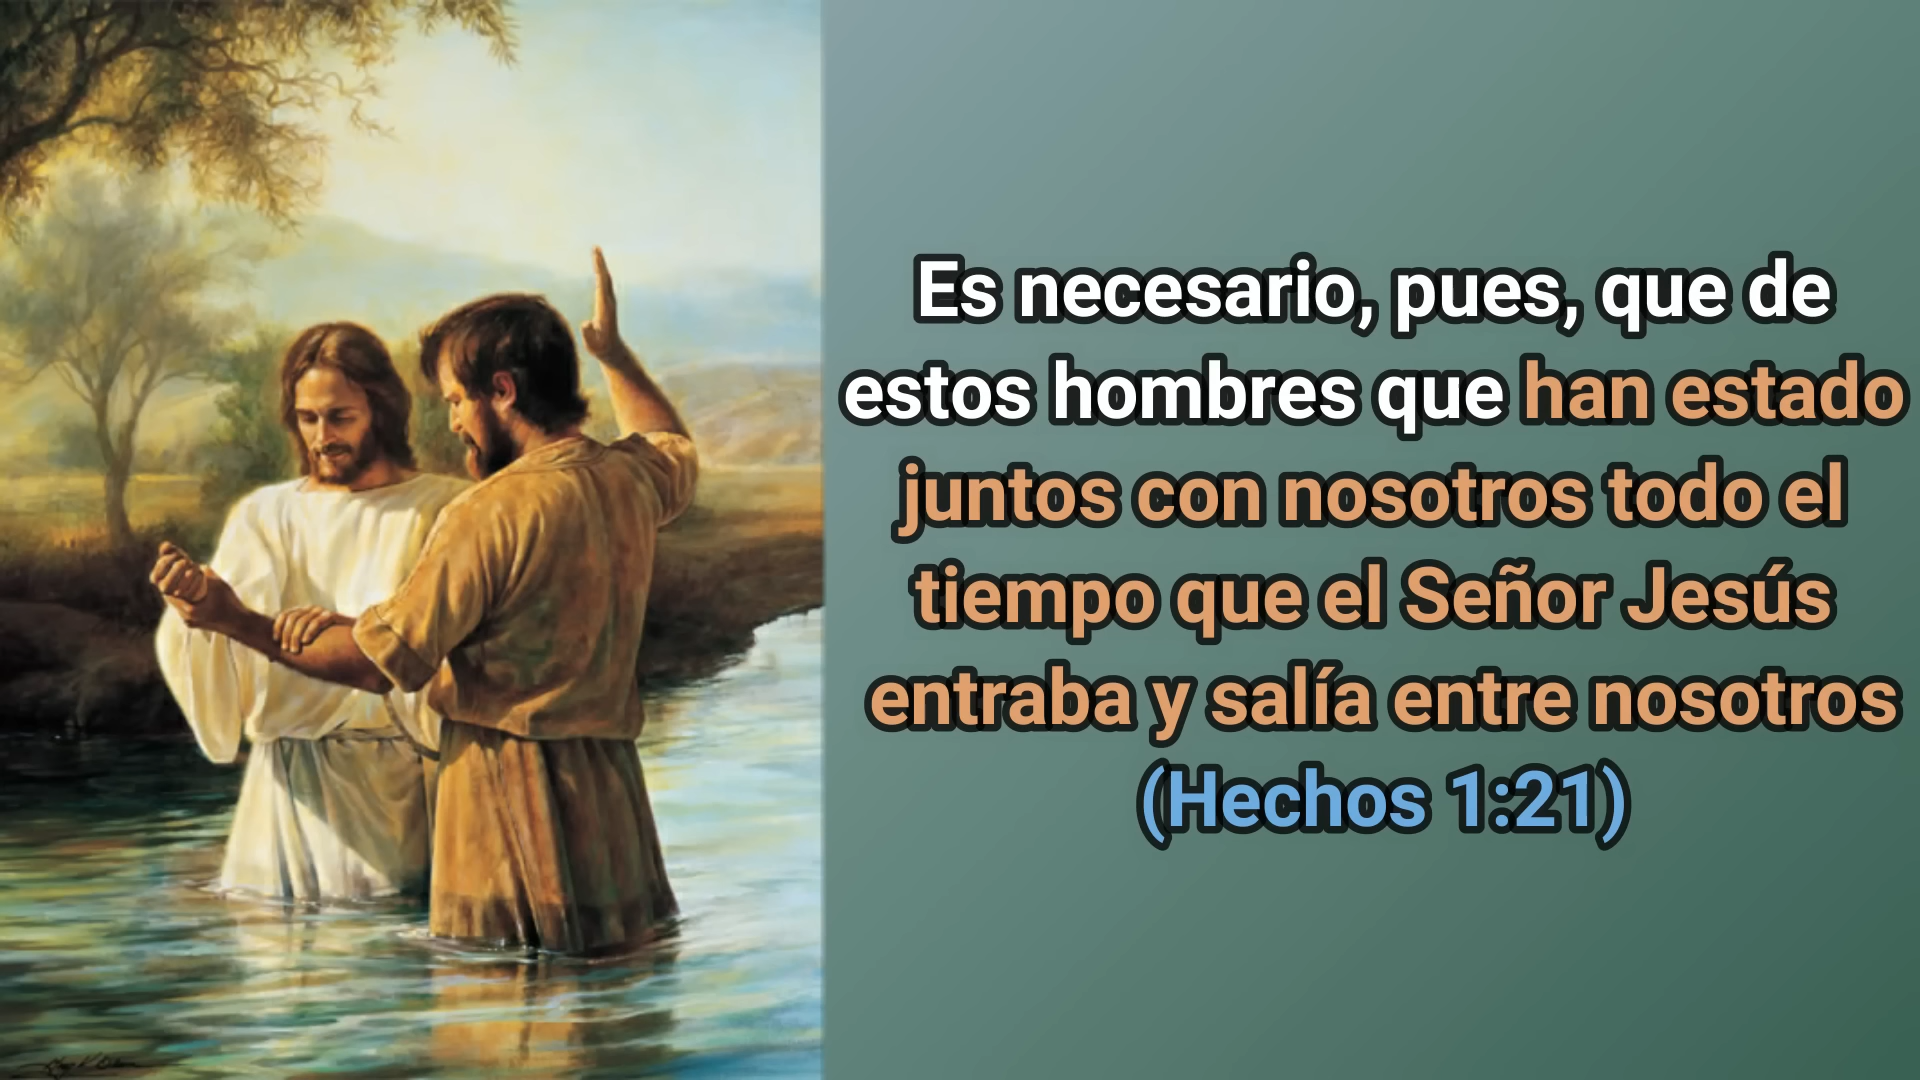 Es necesario, pues, que de
estos hombres que han estado
juntos con nosotros todo el
tiempo que el Señor Jesús
entraba y salía entre nosotros
(Hechos 1:21)